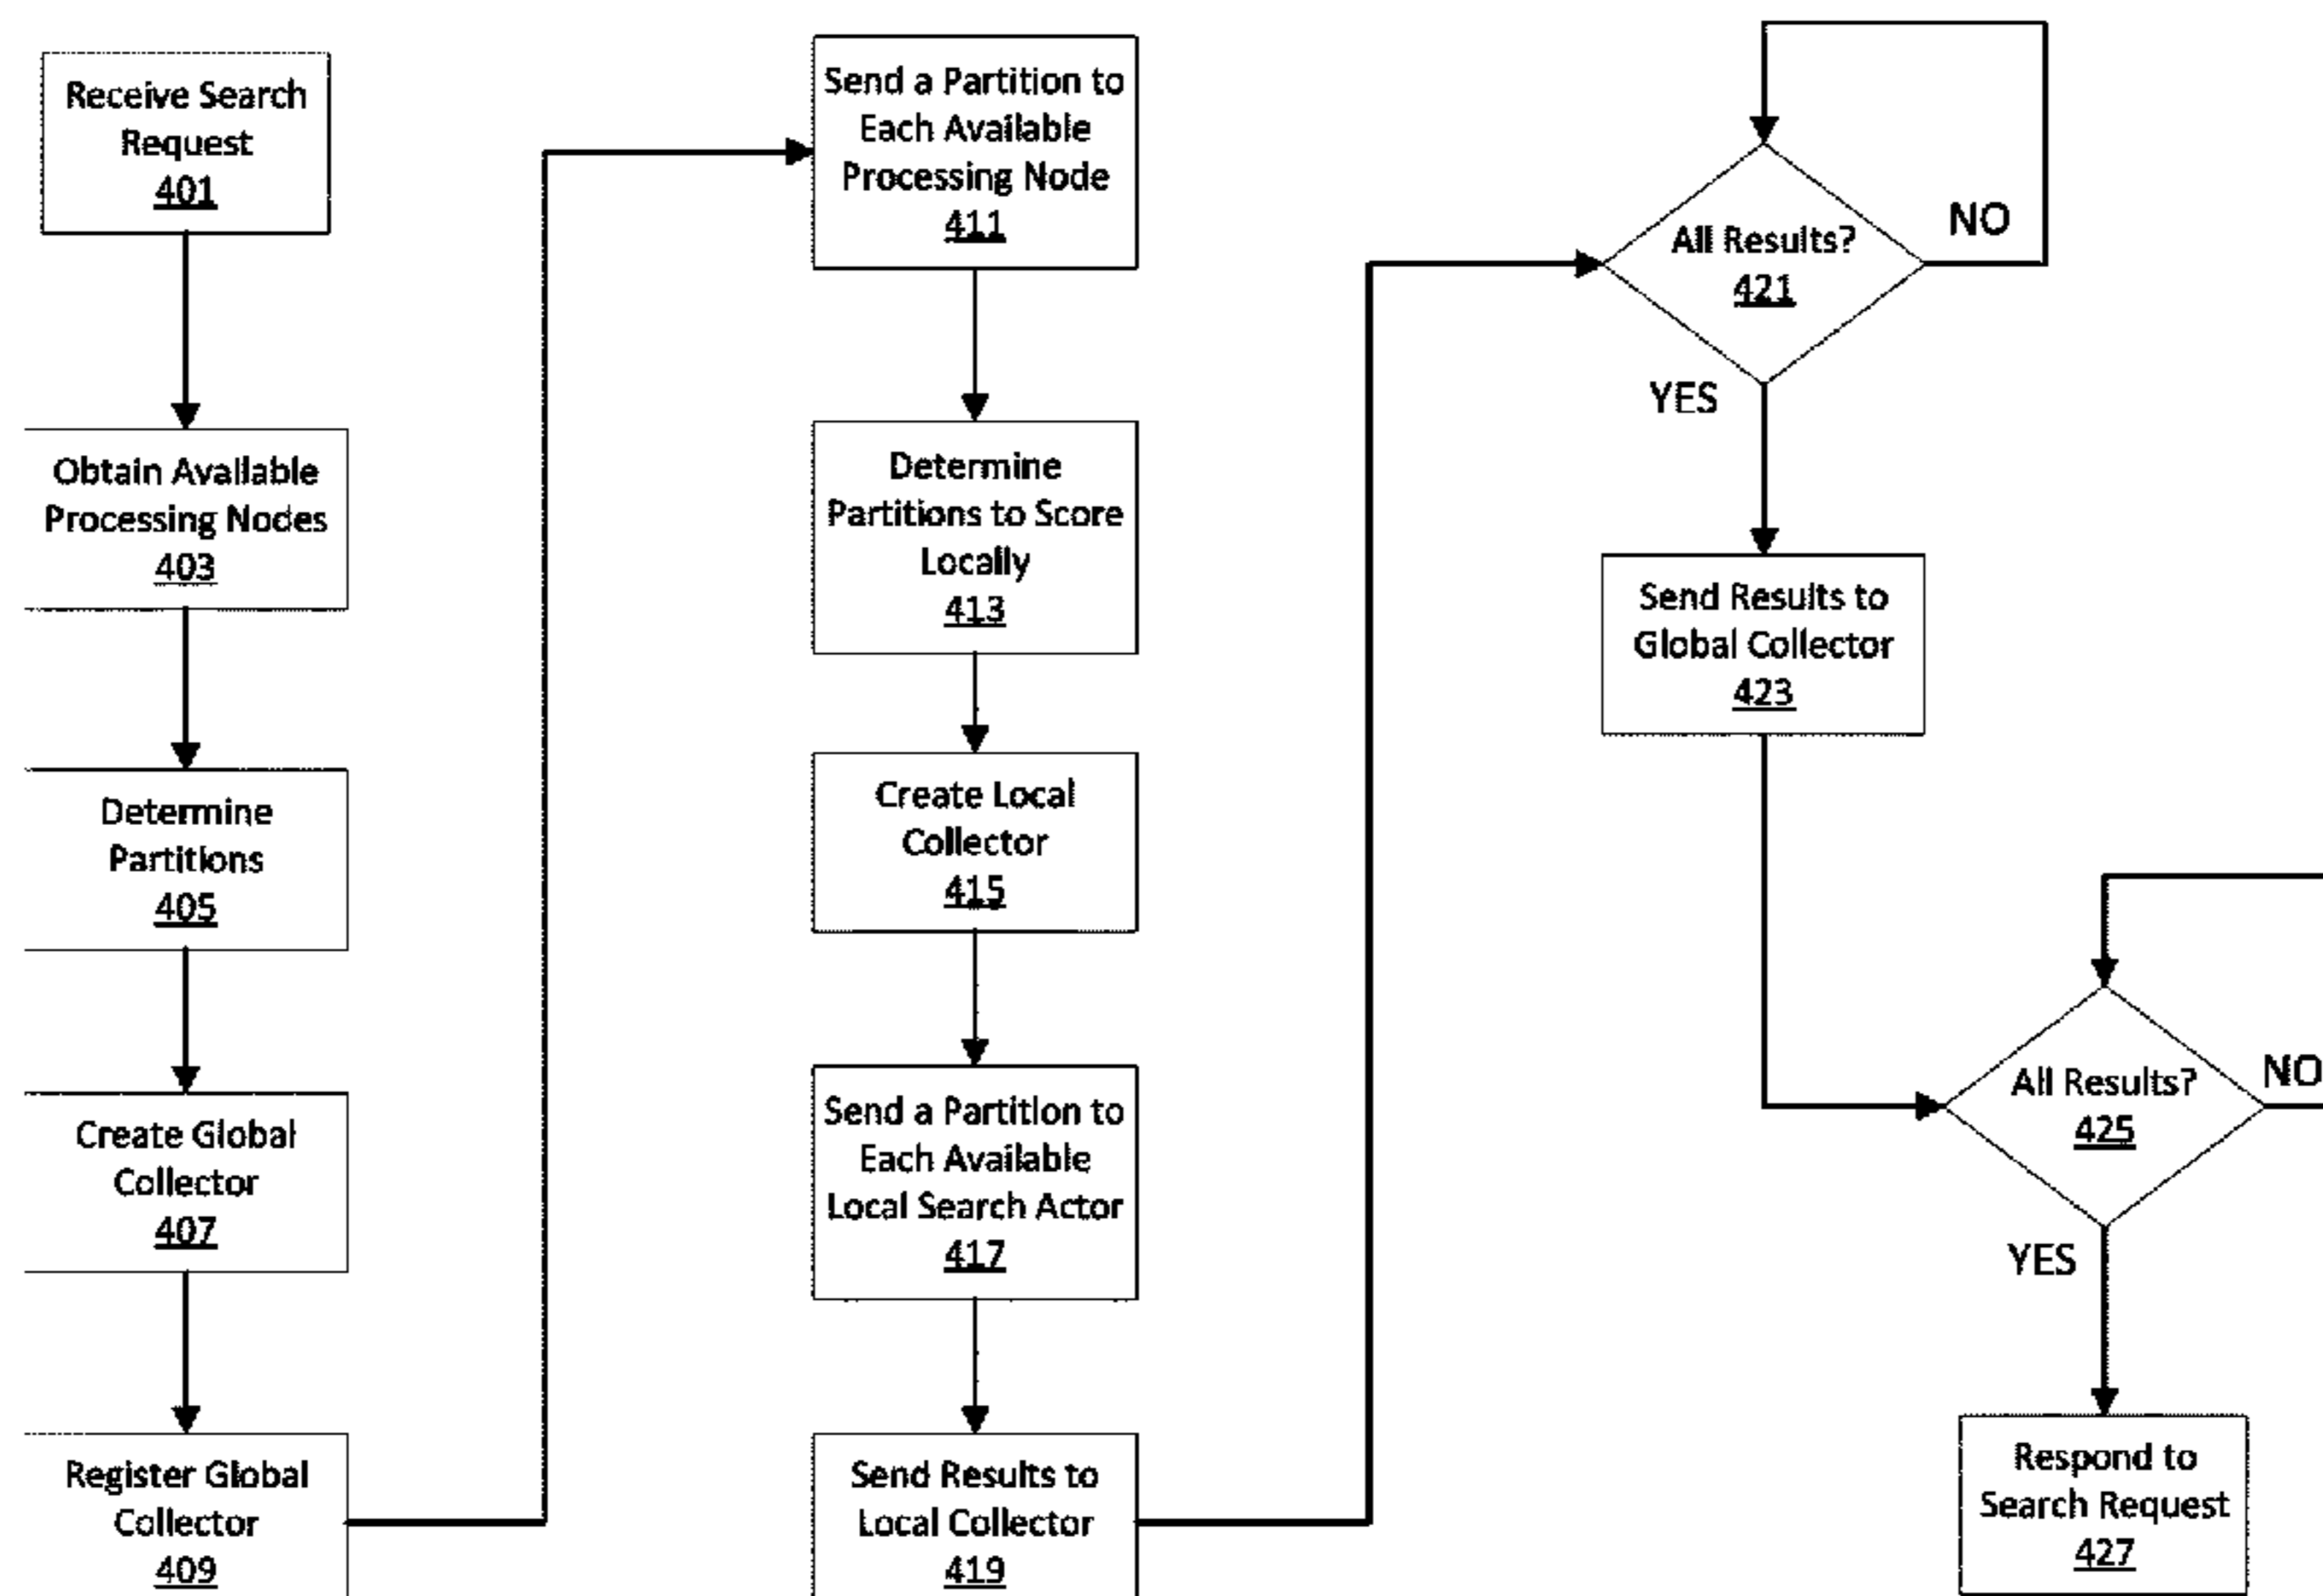 Receive Search
Request
401
Obtain Available
Processing Nodes
403
Determine
Partitions
405
Create Global
Collector
407
Register Global
Collector
409
Send a Partition to
Each Available
Processing Node
411
Determine
Partitions to Score
Locally
413
Create Local
Collector
415
Send a Partition to
Each Available
Local Search Actor
417
Send Results to
Local Collector
419
All Results?
421
NO
YES
Send Results to
Global Collector
423
All Results?
425
NO
YES
Respond to
Search Request
427